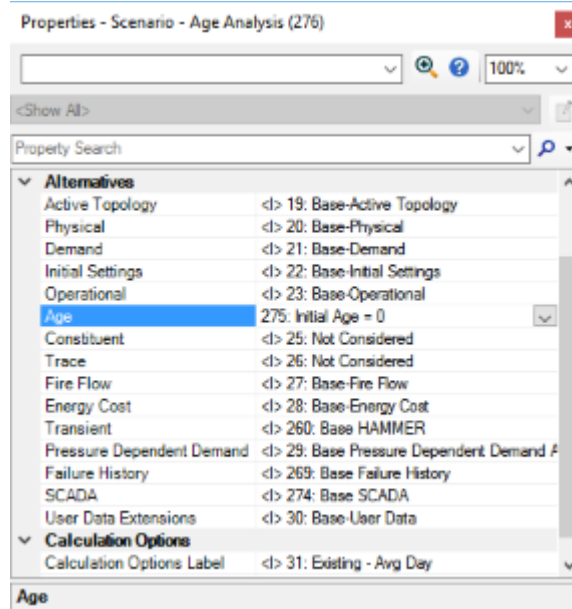 Properties - Scenario - Age Analysis (276)
100%
<Show All>
Property Search
Alternatives
Active Topology <I> 19: Base-Active Topology
Physical <I> 20: Base-Physical
Demand <I> 21: Base-Demand
Initial Settings <I> 22: Base-Initial Settings
Operational <I> 23: Base-Operational
Age 275: Initial Age = 0
Constituent <I> 25: Not Considered
Trace <I> 26: Not Considered
Fire Flow <I> 27: Base-Fire Flow
Energy Cost <I> 28: Base-Energy Cost
Transient <I> 260: Base HAMMER
Pressure Dependent Demand <I> 29: Base Pressure Dependent Demand A
Failure History <I> 269: Base Failure History
SCADA <I> 274: Base SCADA
User Data Extensions <I> 30: Base-User Data
Calculation Options
Calculation Options Label <I> 31: Existing - Avg Day
Age